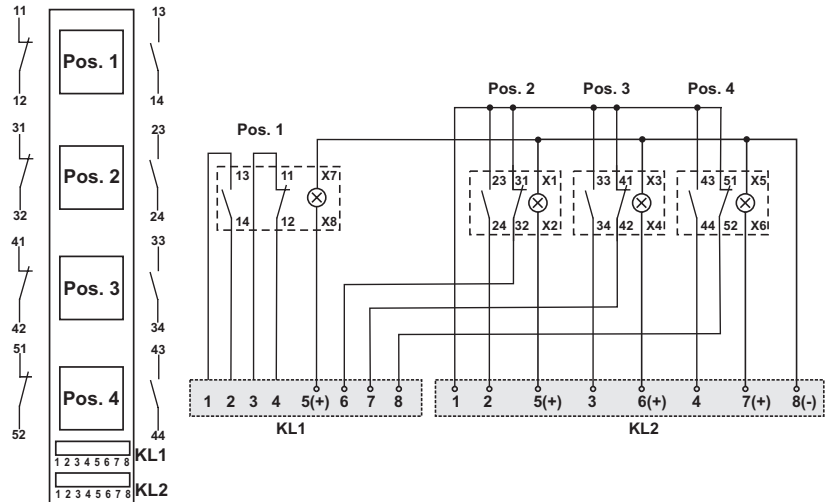 11 13
Pos. 1
12 14
31 23
Pos. 2
32 24
41 33
Pos. 3
42 34
51 43
Pos. 4
52 44
KL1
1 2 3 4 5 6 7 8
KL2
1 2 3 4 5 6 7 8
Pos. 2 Pos. 3 Pos. 4
Pos. 1
13 11 X7
14 12 X8
23 31 X1 33 41 X3 43 51 X5
24 32 X2 34 42 X4 44 52 X6
1 2 3 4 5(+) 6 7 8
KL1
1 2 5(+) 3 6(+) 4 7(+) 8(-)
KL2